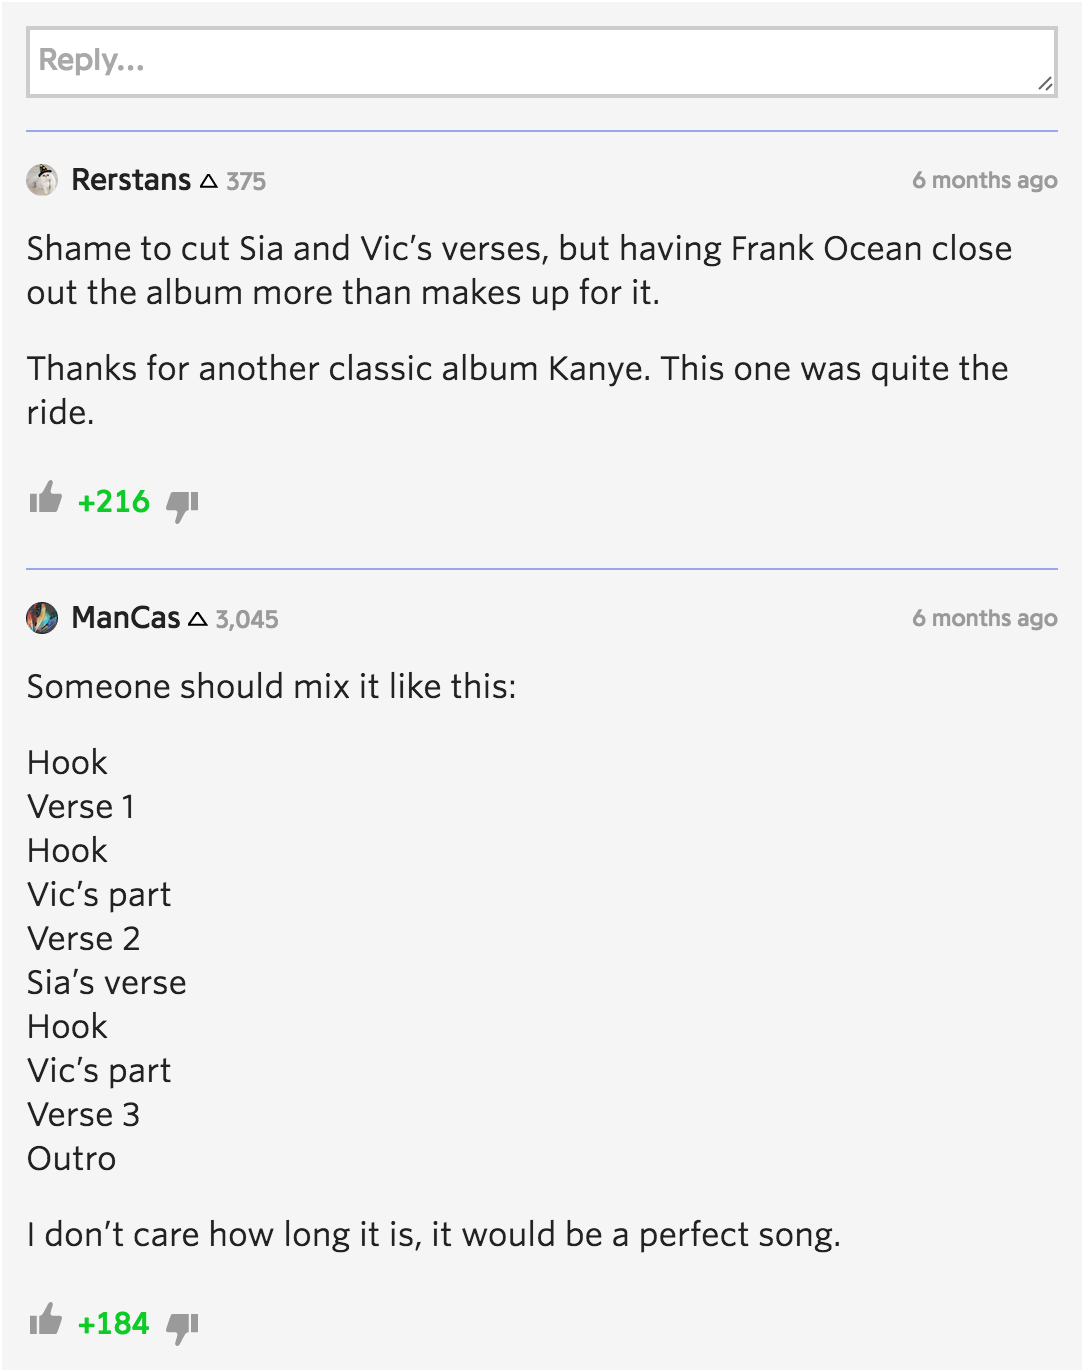 Reply...
Rerstans △ 375
6 months ago
Shame to cut Sia and Vic’s verses, but having Frank Ocean close
out the album more than makes up for it.
Thanks for another classic album Kanye. This one was quite the
ride.
+216
ManCas △ 3,045
6 months ago
Someone should mix it like this:
Hook
Verse 1
Hook
Vic’s part
Verse 2
Sia’s verse
Hook
Vic’s part
Verse 3
Outro
I don’t care how long it is, it would be a perfect song.
+184